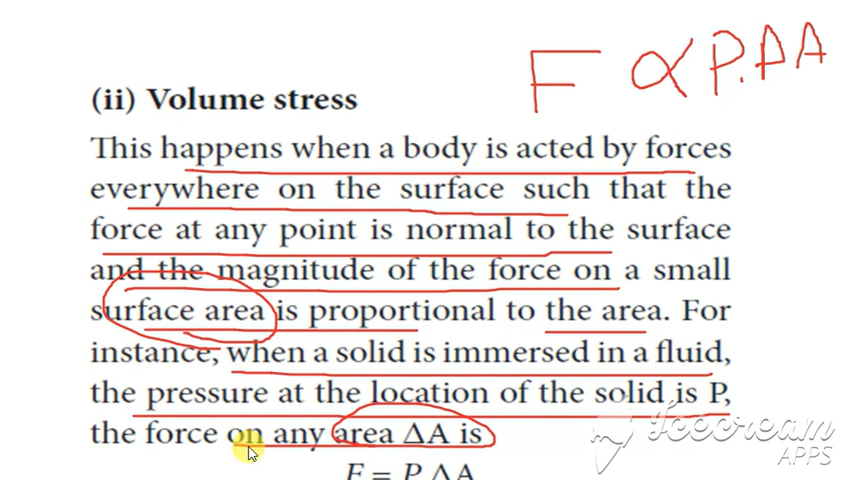 F ∝ P.ΔA
(ii) Volume stress
This happens when a body is acted by forces
everywhere on the surface such that the
force at any point is normal to the surface
and the magnitude of the force on a small
surface area is proportional to the area. For
instance, when a solid is immersed in a fluid,
the pressure at the location of the solid is P,
the force on any area ΔA is
F = P ΔA
Icecream
APPS